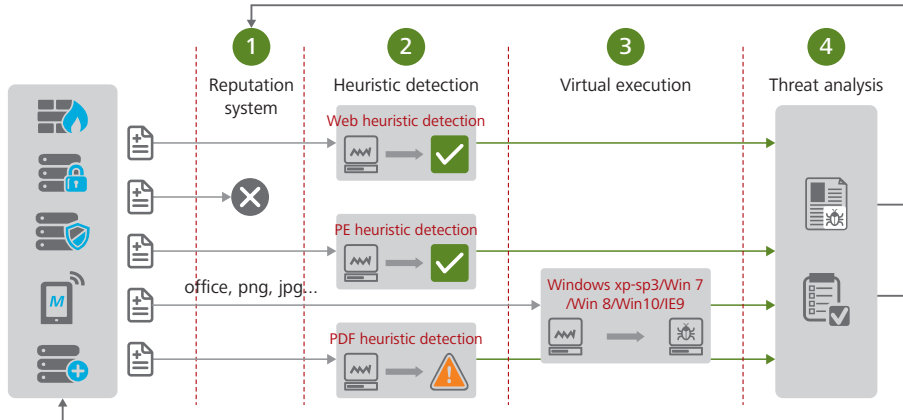 1
2
3
4
Reputation
system
Heuristic detection
Virtual execution
Threat analysis
Web heuristic detection
PE heuristic detection
office, png, jpg...
Windows xp-sp3/Win 7
/Win 8/Win10/IE9
M
PDF heuristic detection